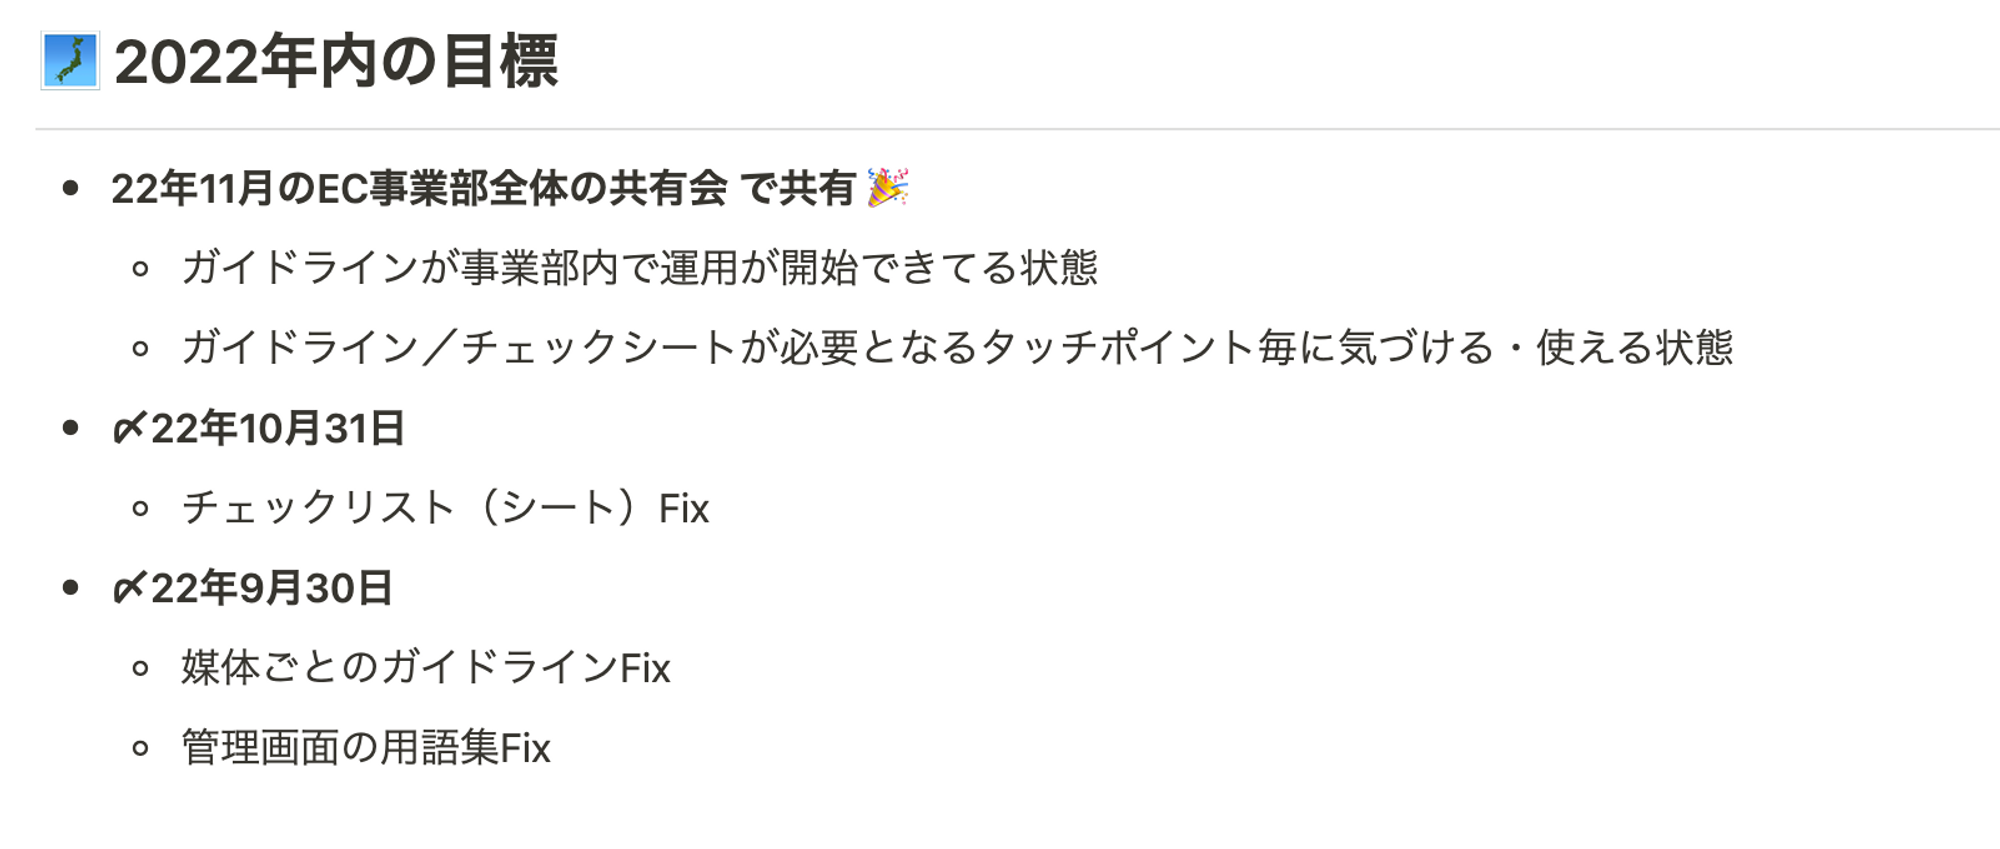 🗾 2022年内の目標
• 22年11月のEC事業部全体の共有会 で共有 🎉
◦ ガイドラインが事業部内で運用が開始できてる状態
◦ ガイドライン／チェックシートが必要となるタッチポイント毎に気づける・使える状態
• 〆22年10月31日
◦ チェックリスト（シート）Fix
• 〆22年9月30日
◦ 媒体ごとのガイドラインFix
◦ 管理画面の用語集Fix